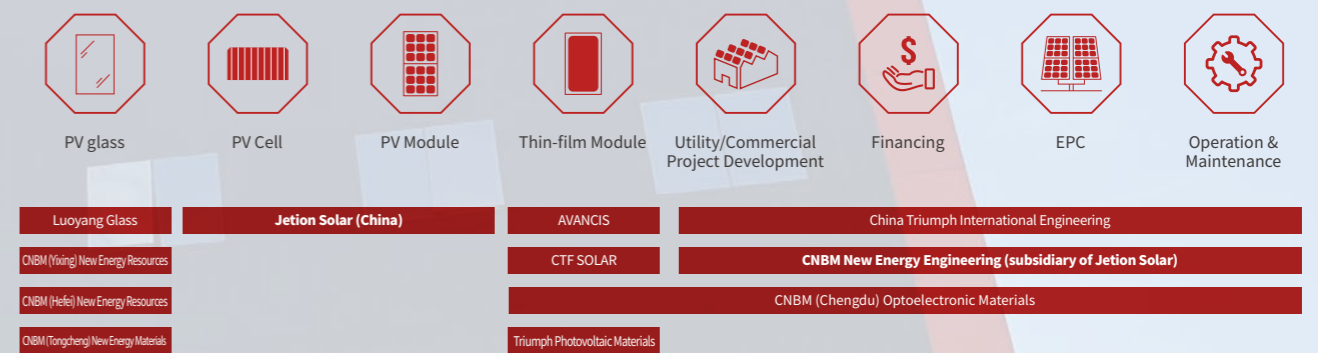 $
PV glass
PV Cell
PV Module
Thin-film Module
Utility/Commercial
Project Development
Financing
EPC
Operation &
Maintenance
Luoyang Glass
Jetion Solar (China)
AVANCIS
China Triumph International Engineering
CNBM (Yixing) New Energy Resources
CTF SOLAR
CNBM New Energy Engineering (subsidiary of Jetion Solar)
CNBM (Hefei) New Energy Resources
CNBM (Chengdu) Optoelectronic Materials
CNBM (Tongcheng) New Energy Materials
Triumph Photovoltaic Materials